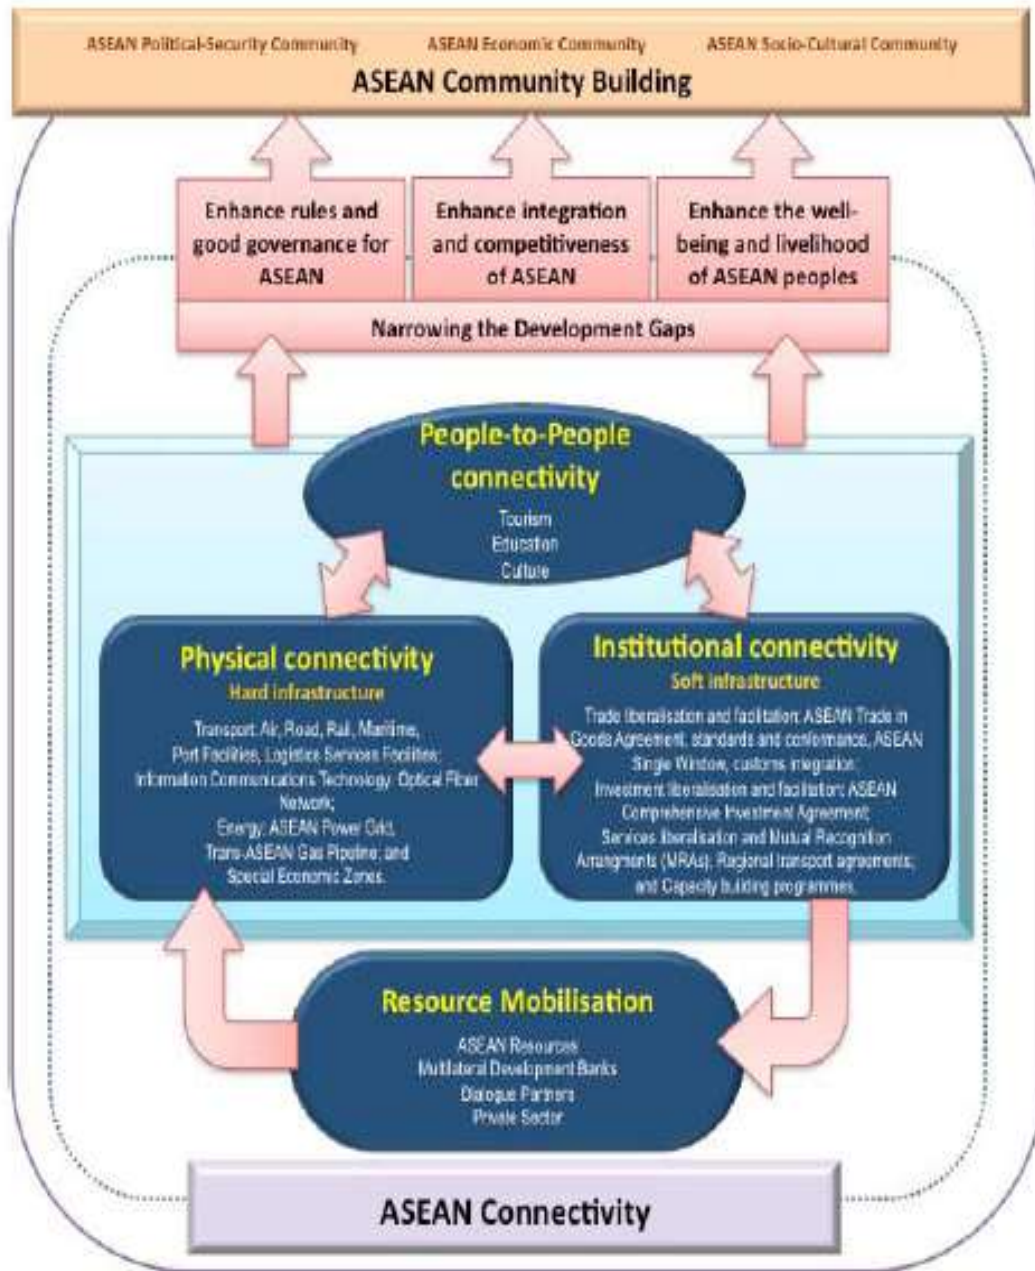 ASEAN Political-Security Community
ASEAN Economic Community
ASEAN Socio-Cultural Community
ASEAN Community Building
Enhance rules and
good governance for
ASEAN
Enhance integration
and competitiveness
of ASEAN
Enhance the well-
being and livelihood
of ASEAN peoples
Narrowing the Development Gaps
People-to-People
connectivity
Tourism
Education
Culture
Physical connectivity
Hard infrastructure
Transport: Air, Road, Rail, Maritime,
Port Facilities, Logistics Services Facilities;
Information Communications Technology: Optical Fiber
Network;
Energy: ASEAN Power Grid,
Trans-ASEAN Gas Pipeline; and
Special Economic Zones.
Institutional connectivity
Soft infrastructure
Trade liberalisation and facilitation: ASEAN Trade in
Goods Agreement, standards and conformance, ASEAN
Single Window, customs integration;
Investment liberalisation and facilitation: ASEAN
Comprehensive Investment Agreement;
Services liberalisation and Mutual Recognition
Arrangments (MRAs); Regional transport agreements;
and Capacity building programmes.
Resource Mobilisation
ASEAN Resources
Multilateral Development Banks
Dialogue Partners
Private Sector
ASEAN Connectivity